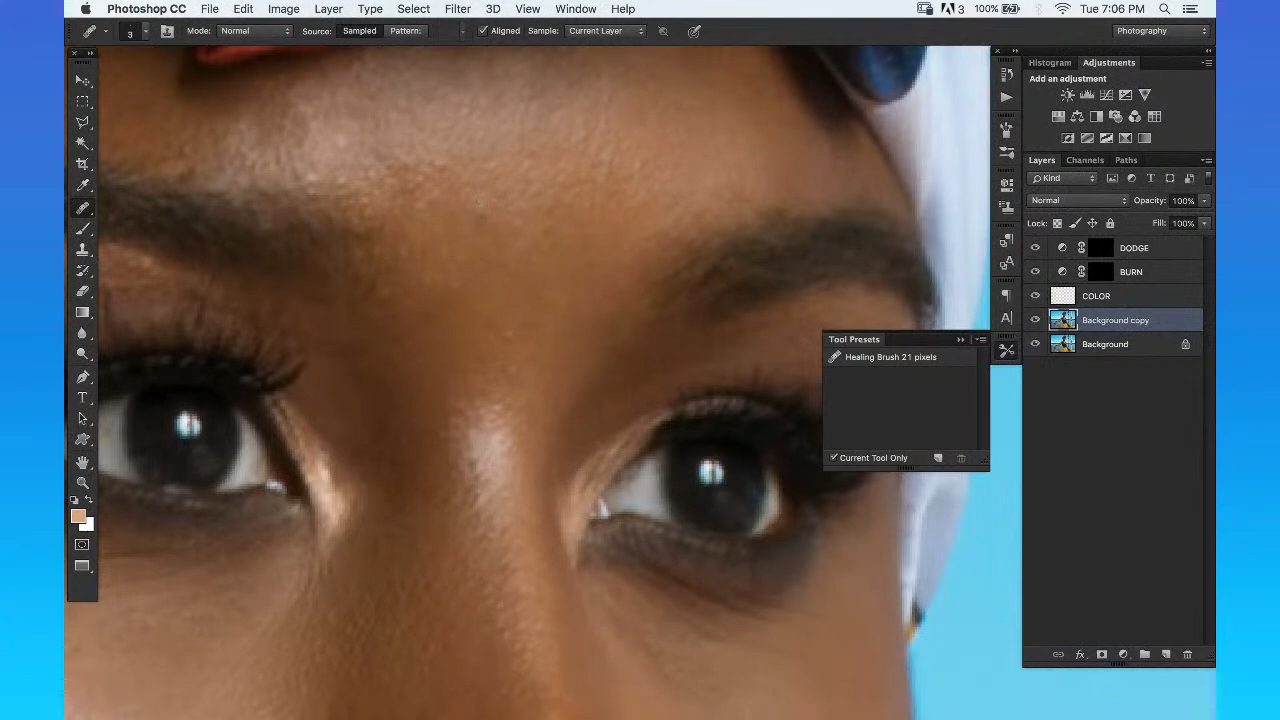 Photoshop CC File Edit Image Layer Type Select Filter 3D View Window Help 3 100% Tue 7:06 PM
3 Mode: Normal Source: Sampled Pattern: Aligned Sample: Current Layer Photography
Histogram Adjustments
Add an adjustment
Layers Channels Paths
Kind
Normal Opacity: 100%
Lock: Fill: 100%
DODGE
BURN
COLOR
Background copy
Background
Tool Presets
Healing Brush 21 pixels
Current Tool Only